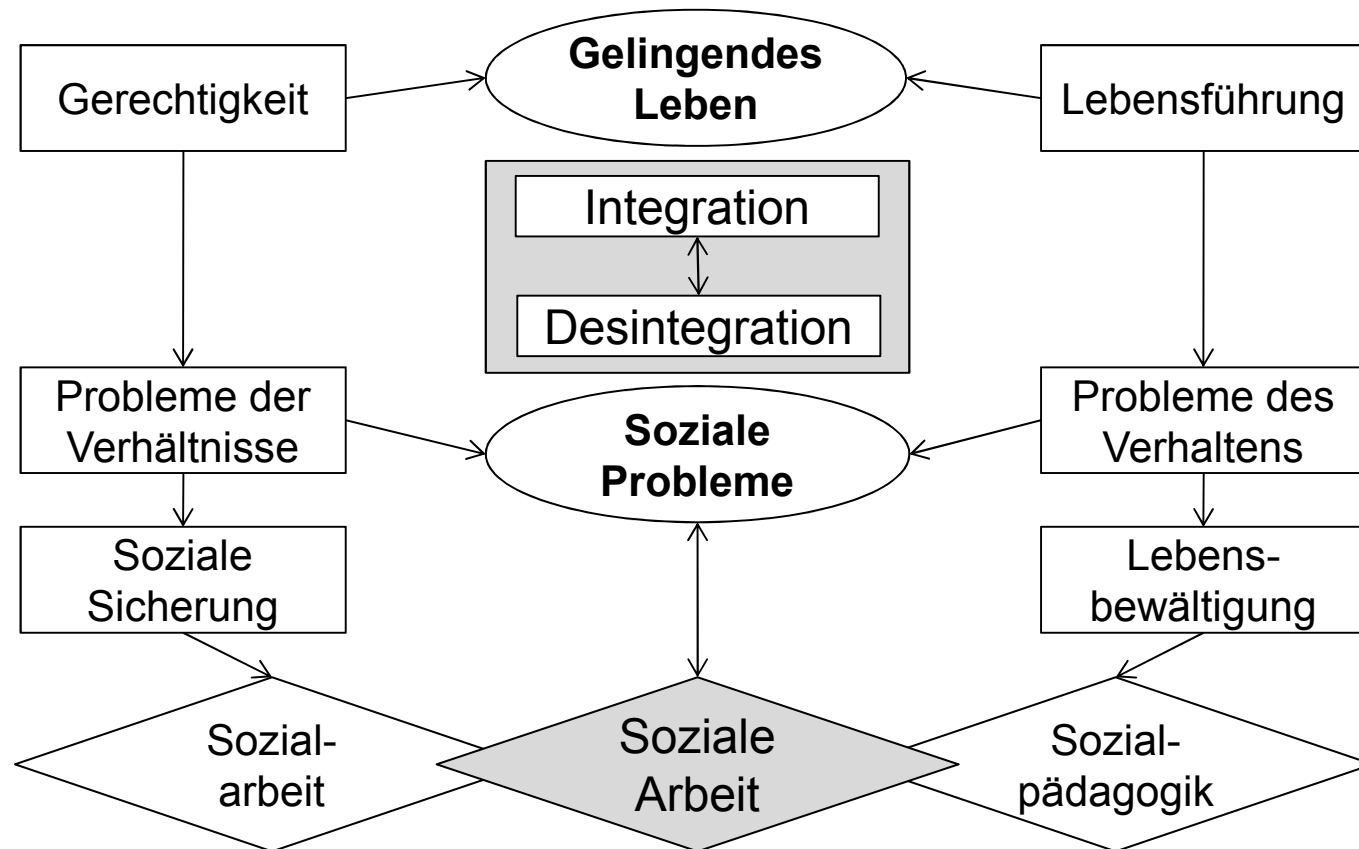 Gerechtigkeit
Gelingendes
Leben
Lebensführung
Integration
Desintegration
Probleme der
Verhältnisse
Soziale
Probleme
Probleme des
Verhaltens
Soziale
Sicherung
Lebens-
bewältigung
Sozial-
arbeit
Soziale
Arbeit
Sozial-
pädagogik